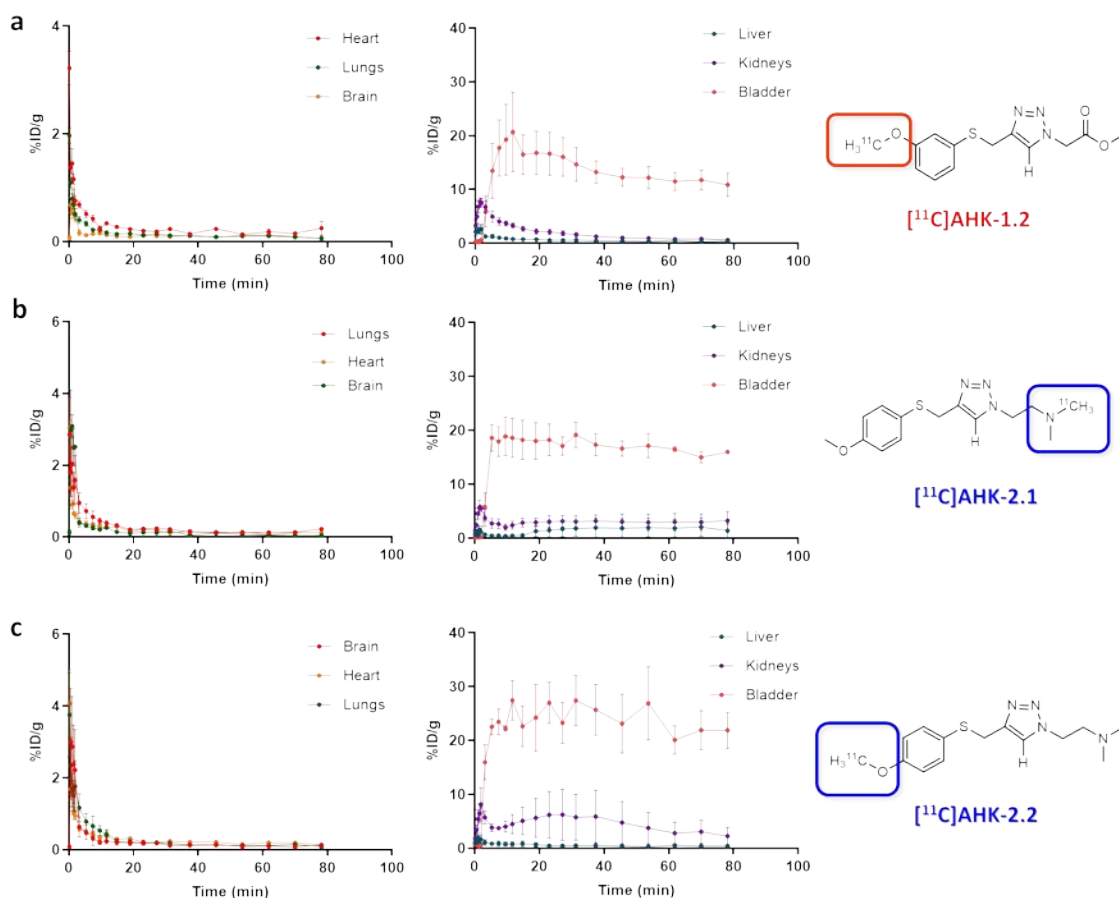 a
4
2
0
%ID/g
0 20 40 60 80 100
Time (min)
Heart
Lungs
Brain
40
30
20
10
0
%ID/g
0 20 40 60 80 100
Time (min)
Liver
Kidneys
Bladder
H₃¹¹C
O
S
N=N
N
H
O
O
[¹¹C]AHK-1.2
b
6
4
2
0
%ID/g
0 20 40 60 80 100
Time (min)
Lungs
Heart
Brain
40
30
20
10
0
%ID/g
0 20 40 60 80 100
Time (min)
Liver
Kidneys
Bladder
O
S
N=N
N
H
N
¹¹CH₃
[¹¹C]AHK-2.1
c
6
4
2
0
%ID/g
0 20 40 60 80 100
Time (min)
Brain
Heart
Lungs
40
30
20
10
0
%ID/g
0 20 40 60 80 100
Time (min)
Liver
Kidneys
Bladder
H₃¹¹C
O
S
N=N
N
H
N
[¹¹C]AHK-2.2